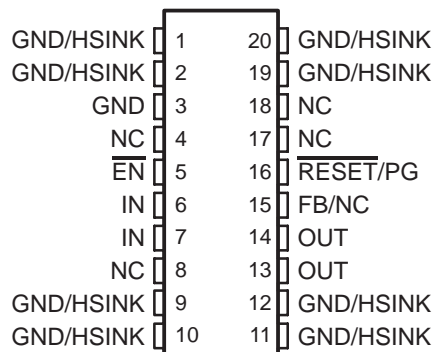 GND/HSINK 1 20 GND/HSINK
GND/HSINK 2 19 GND/HSINK
GND 3 18 NC
NC 4 17 NC
EN 5 16 RESET/PG
IN 6 15 FB/NC
IN 7 14 OUT
NC 8 13 OUT
GND/HSINK 9 12 GND/HSINK
GND/HSINK 10 11 GND/HSINK